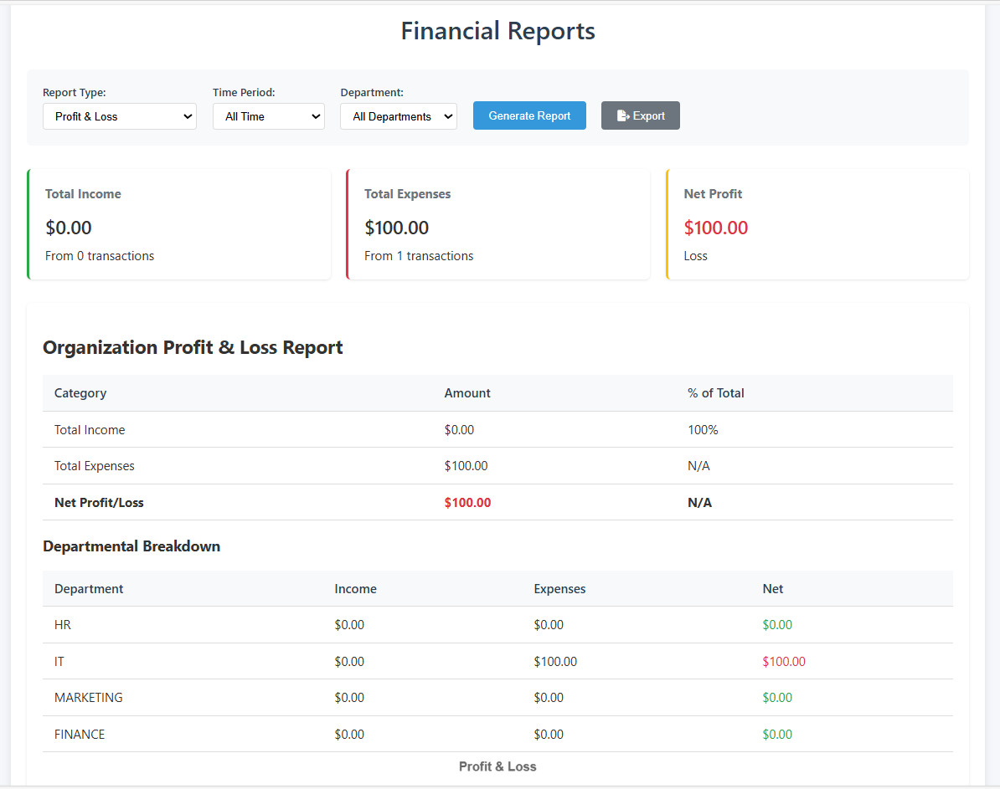 Financial Reports
Report Type: Time Period: Department:
Profit & Loss All Time All Departments Generate Report Export
Total Income Total Expenses Net Profit
$0.00 $100.00 $100.00
From 0 transactions From 1 transactions Loss
Organization Profit & Loss Report
Category Amount % of Total
Total Income $0.00 100%
Total Expenses $100.00 N/A
Net Profit/Loss $100.00 N/A
Departmental Breakdown
Department Income Expenses Net
HR $0.00 $0.00 $0.00
IT $0.00 $100.00 $100.00
MARKETING $0.00 $0.00 $0.00
FINANCE $0.00 $0.00 $0.00
Profit & Loss